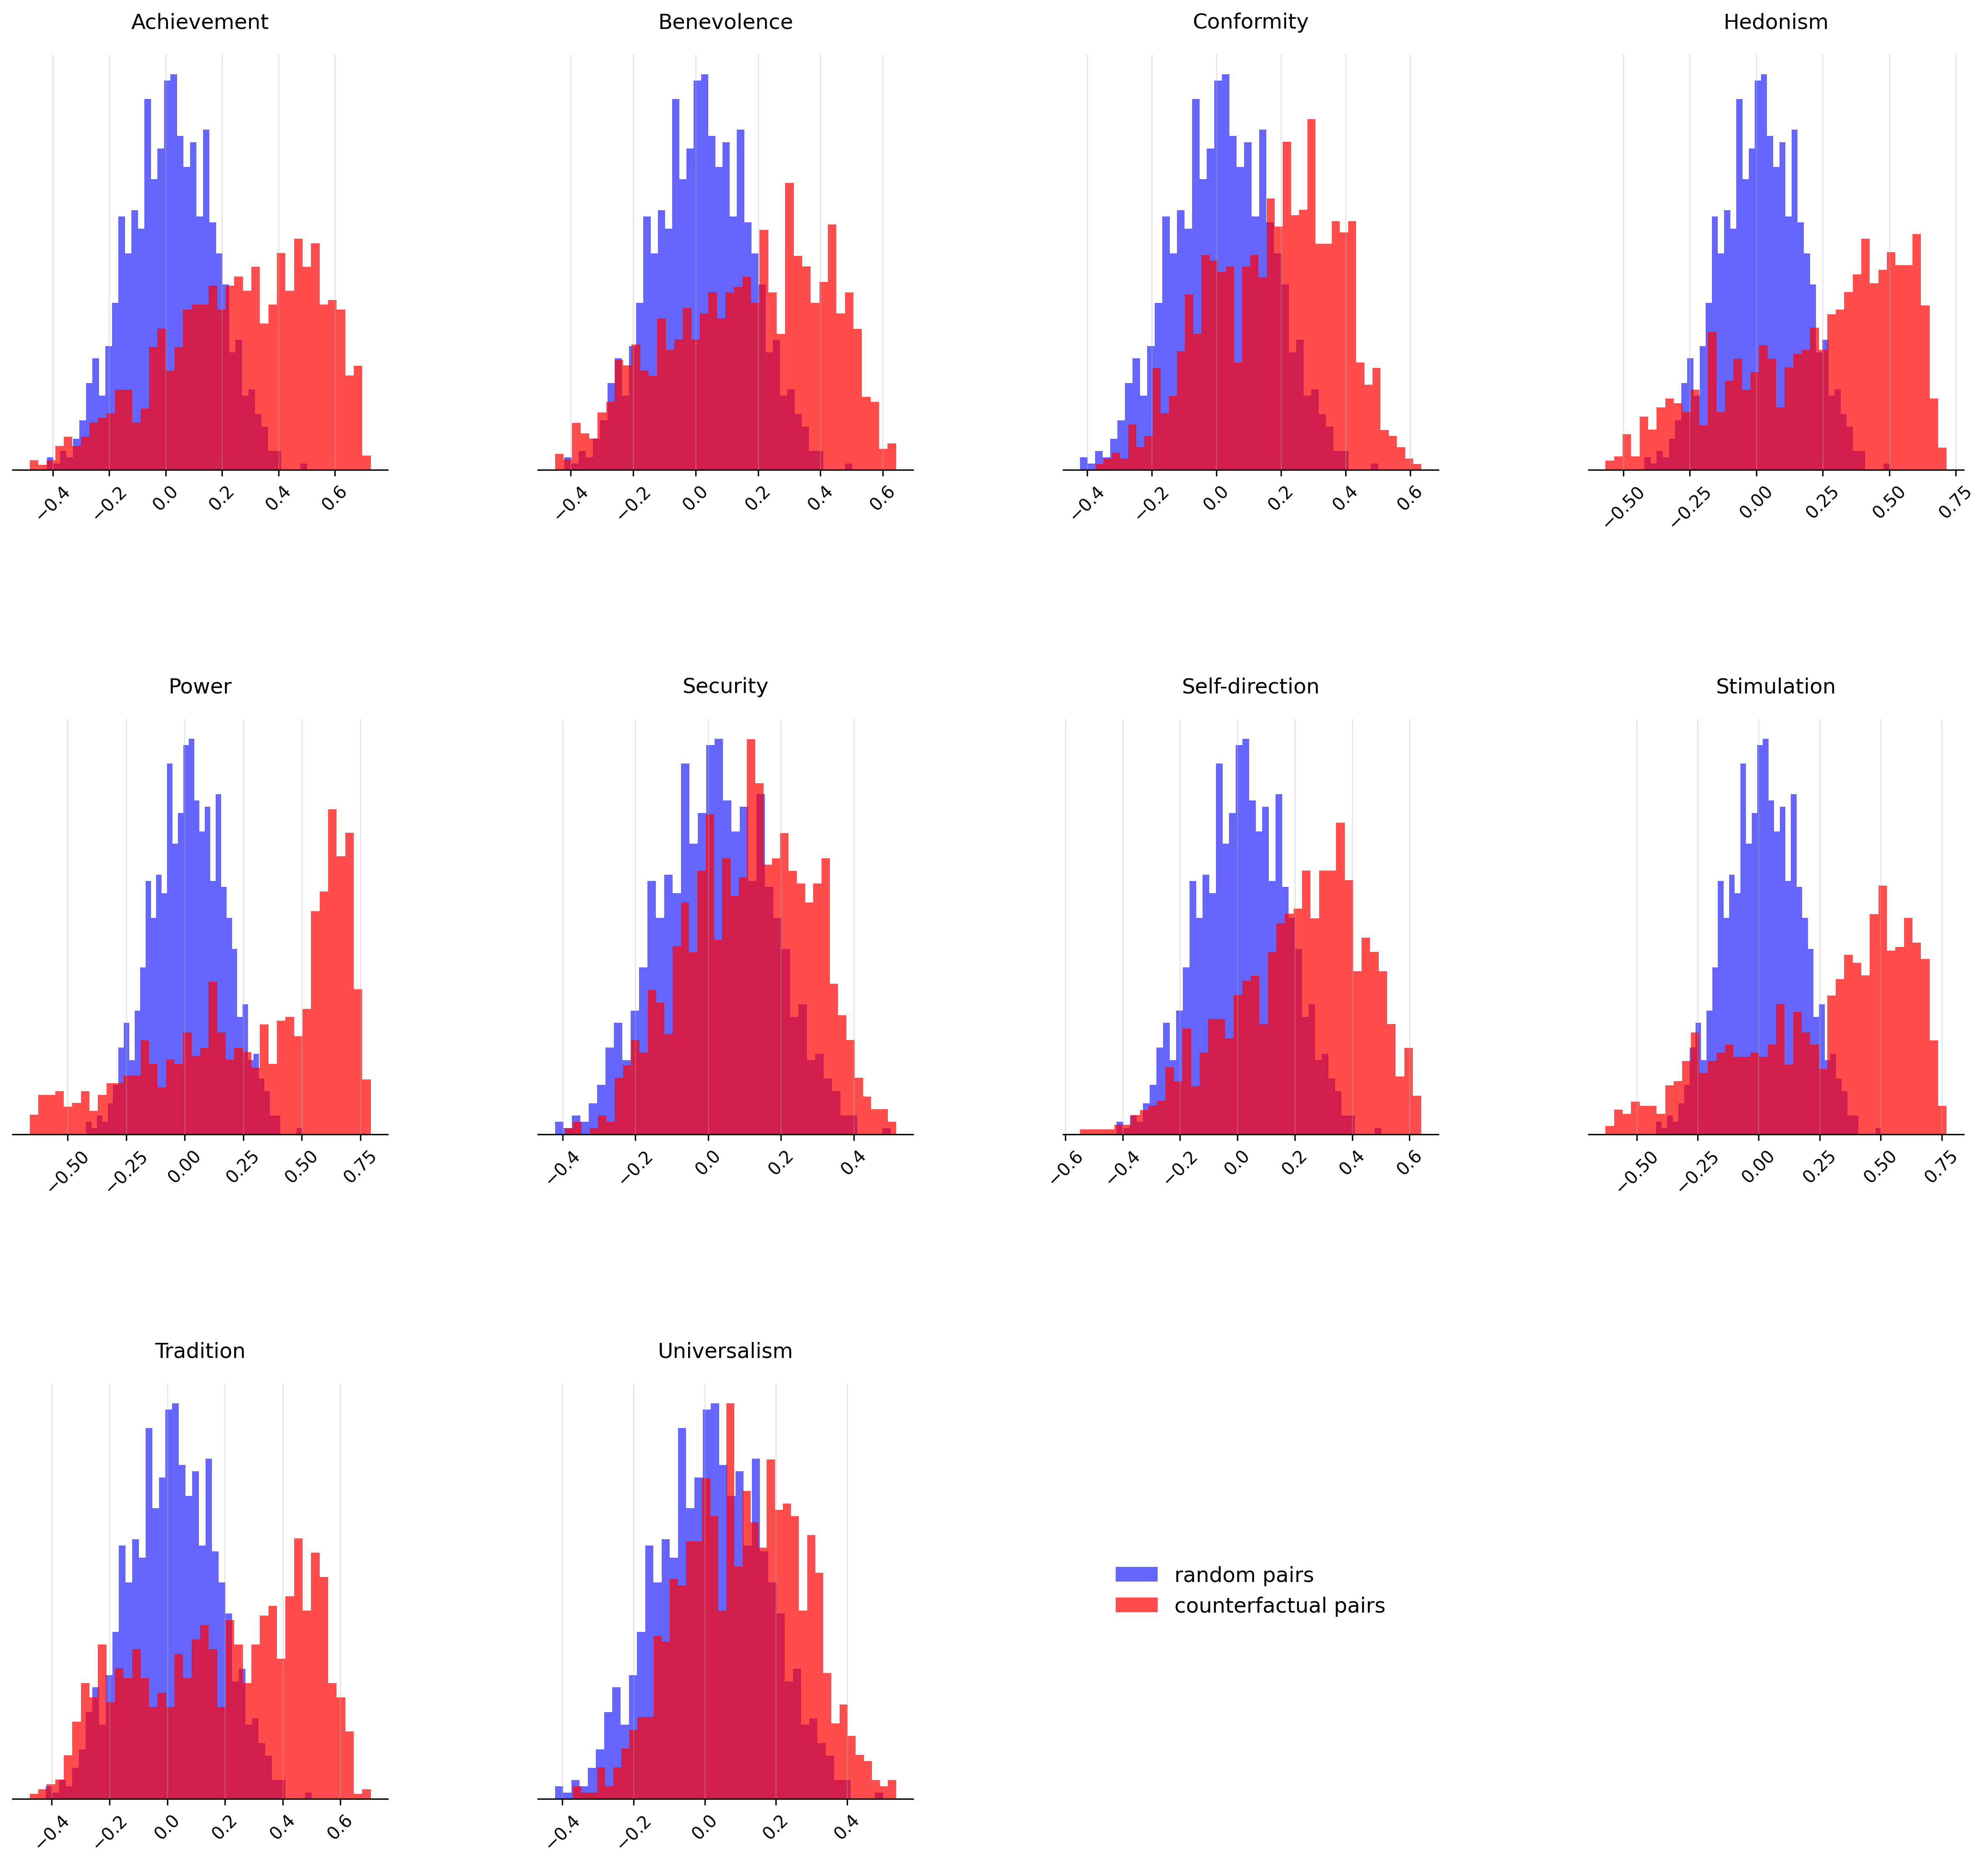 Achievement Benevolence Conformity Hedonism
−0.4 −0.2 0.0 0.2 0.4 0.6 −0.4 −0.2 0.0 0.2 0.4 0.6 −0.4 −0.2 0.0 0.2 0.4 0.6 −0.50 −0.25 0.00 0.25 0.50 0.75
Power Security Self-direction Stimulation
−0.50 −0.25 0.00 0.25 0.50 0.75 −0.4 −0.2 0.0 0.2 0.4 −0.6 −0.4 −0.2 0.0 0.2 0.4 0.6 −0.50 −0.25 0.00 0.25 0.50 0.75
Tradition Universalism
random pairs
counterfactual pairs
−0.4 −0.2 0.0 0.2 0.4 0.6 −0.4 −0.2 0.0 0.2 0.4